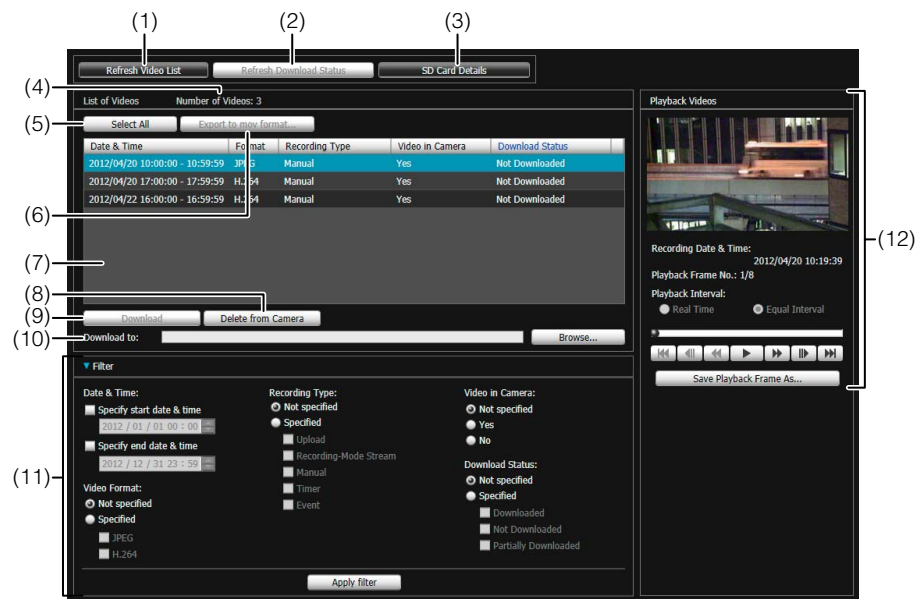 (1) (2) (3)
Refresh Video List Refresh Download Status SD Card Details
(4)
List of Videos Number of Videos: 3
(5) Select All Export to mov format...
Date & Time Format Recording Type Video in Camera Download Status
2012/04/20 10:00:00 - 10:59:59 JPEG Manual Yes Not Downloaded
2012/04/20 17:00:00 - 17:59:59 H.264 Manual Yes Not Downloaded
2012/04/22 16:00:00 - 16:59:59 H.264 Manual Yes Not Downloaded
(6)
(7)
(8)
(9) Download Delete from Camera
(10) Download to: Browse...
(11)
Filter
Date & Time:
Specify start date & time
2012 / 01 / 01 00 : 00
Specify end date & time
2012 / 12 / 31 23 : 59
Video Format:
Not specified
Specified
JPEG
H.264
Recording Type:
Not specified
Specified
Upload
Recording-Mode Stream
Manual
Timer
Event
Video in Camera:
Not specified
Yes
No
Download Status:
Not specified
Specified
Downloaded
Not Downloaded
Partially Downloaded
Apply filter
Playback Videos
(12)
Recording Date & Time:
2012/04/20 10:19:39
Playback Frame No.: 1/8
Playback Interval:
Real Time Equal Interval
Save Playback Frame As...